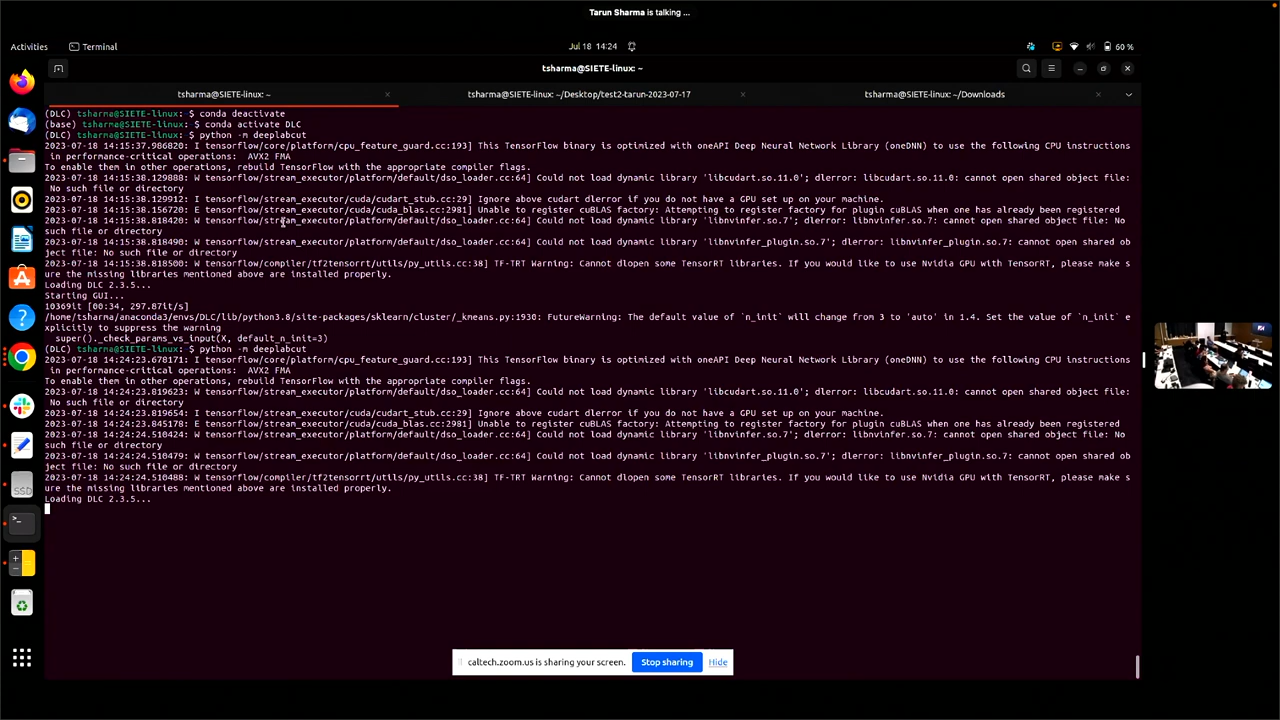 Tarun Sharma is talking ...
Activities
Terminal
Jul 18 14:24
60 %
tsharma@SIETE-linux: ~
tsharma@SIETE-linux: ~
tsharma@SIETE-linux: ~/Desktop/test2-tarun-2023-07-17
tsharma@SIETE-linux: ~/Downloads
(DLC) tsharma@SIETE-linux: $ conda deactivate
(base) tsharma@SIETE-linux: $ conda activate DLC
(DLC) tsharma@SIETE-linux: $ python -m deeplabcut
2023-07-18 14:15:37.986820: I tensorflow/core/platform/cpu_feature_guard.cc:193] This TensorFlow binary is optimized with oneAPI Deep Neural Network Library (oneDNN) to use the following CPU instructions
in performance-critical operations:  AVX2 FMA
To enable them in other operations, rebuild TensorFlow with the appropriate compiler flags.
2023-07-18 14:15:38.129888: W tensorflow/stream_executor/platform/default/dso_loader.cc:64] Could not load dynamic library 'libcudart.so.11.0'; dlerror: libcudart.so.11.0: cannot open shared object file:
No such file or directory
2023-07-18 14:15:38.129912: I tensorflow/stream_executor/cuda/cudart_stub.cc:29] Ignore above cudart dlerror if you do not have a GPU set up on your machine.
2023-07-18 14:15:38.156720: E tensorflow/stream_executor/cuda/cuda_blas.cc:2981] Unable to register cuBLAS factory: Attempting to register factory for plugin cuBLAS when one has already been registered
2023-07-18 14:15:38.818420: W tensorflow/stream_executor/platform/default/dso_loader.cc:64] Could not load dynamic library 'libnvinfer.so.7'; dlerror: libnvinfer.so.7: cannot open shared object file: No
such file or directory
2023-07-18 14:15:38.818490: W tensorflow/stream_executor/platform/default/dso_loader.cc:64] Could not load dynamic library 'libnvinfer_plugin.so.7'; dlerror: libnvinfer_plugin.so.7: cannot open shared ob
ject file: No such file or directory
2023-07-18 14:15:38.818500: W tensorflow/compiler/tf2tensorrt/utils/py_utils.cc:38] TF-TRT Warning: Cannot dlopen some TensorRT libraries. If you would like to use Nvidia GPU with TensorRT, please make s
ure the missing libraries mentioned above are installed properly.
Loading DLC 2.3.5...
Starting GUI...
10369it [00:34, 297.87it/s]
/home/tsharma/anaconda3/envs/DLC/lib/python3.8/site-packages/sklearn/cluster/_kmeans.py:1930: FutureWarning: The default value of `n_init` will change from 3 to 'auto' in 1.4. Set the value of `n_init` e
xplicitly to suppress the warning
super()._check_params_vs_input(X, default_n_init=3)
(DLC) tsharma@SIETE-linux: $ python -m deeplabcut
2023-07-18 14:24:23.678171: I tensorflow/core/platform/cpu_feature_guard.cc:193] This TensorFlow binary is optimized with oneAPI Deep Neural Network Library (oneDNN) to use the following CPU instructions
in performance-critical operations:  AVX2 FMA
To enable them in other operations, rebuild TensorFlow with the appropriate compiler flags.
2023-07-18 14:24:23.819623: W tensorflow/stream_executor/platform/default/dso_loader.cc:64] Could not load dynamic library 'libcudart.so.11.0'; dlerror: libcudart.so.11.0: cannot open shared object file:
No such file or directory
2023-07-18 14:24:23.819654: I tensorflow/stream_executor/cuda/cudart_stub.cc:29] Ignore above cudart dlerror if you do not have a GPU set up on your machine.
2023-07-18 14:24:23.845178: E tensorflow/stream_executor/cuda/cuda_blas.cc:2981] Unable to register cuBLAS factory: Attempting to register factory for plugin cuBLAS when one has already been registered
2023-07-18 14:24:24.510424: W tensorflow/stream_executor/platform/default/dso_loader.cc:64] Could not load dynamic library 'libnvinfer.so.7'; dlerror: libnvinfer.so.7: cannot open shared object file: No
such file or directory
2023-07-18 14:24:24.510479: W tensorflow/stream_executor/platform/default/dso_loader.cc:64] Could not load dynamic library 'libnvinfer_plugin.so.7'; dlerror: libnvinfer_plugin.so.7: cannot open shared ob
ject file: No such file or directory
2023-07-18 14:24:24.510488: W tensorflow/compiler/tf2tensorrt/utils/py_utils.cc:38] TF-TRT Warning: Cannot dlopen some TensorRT libraries. If you would like to use Nvidia GPU with TensorRT, please make s
ure the missing libraries mentioned above are installed properly.
Loading DLC 2.3.5...
SSD
caltech.zoom.us is sharing your screen.
Stop sharing
Hide